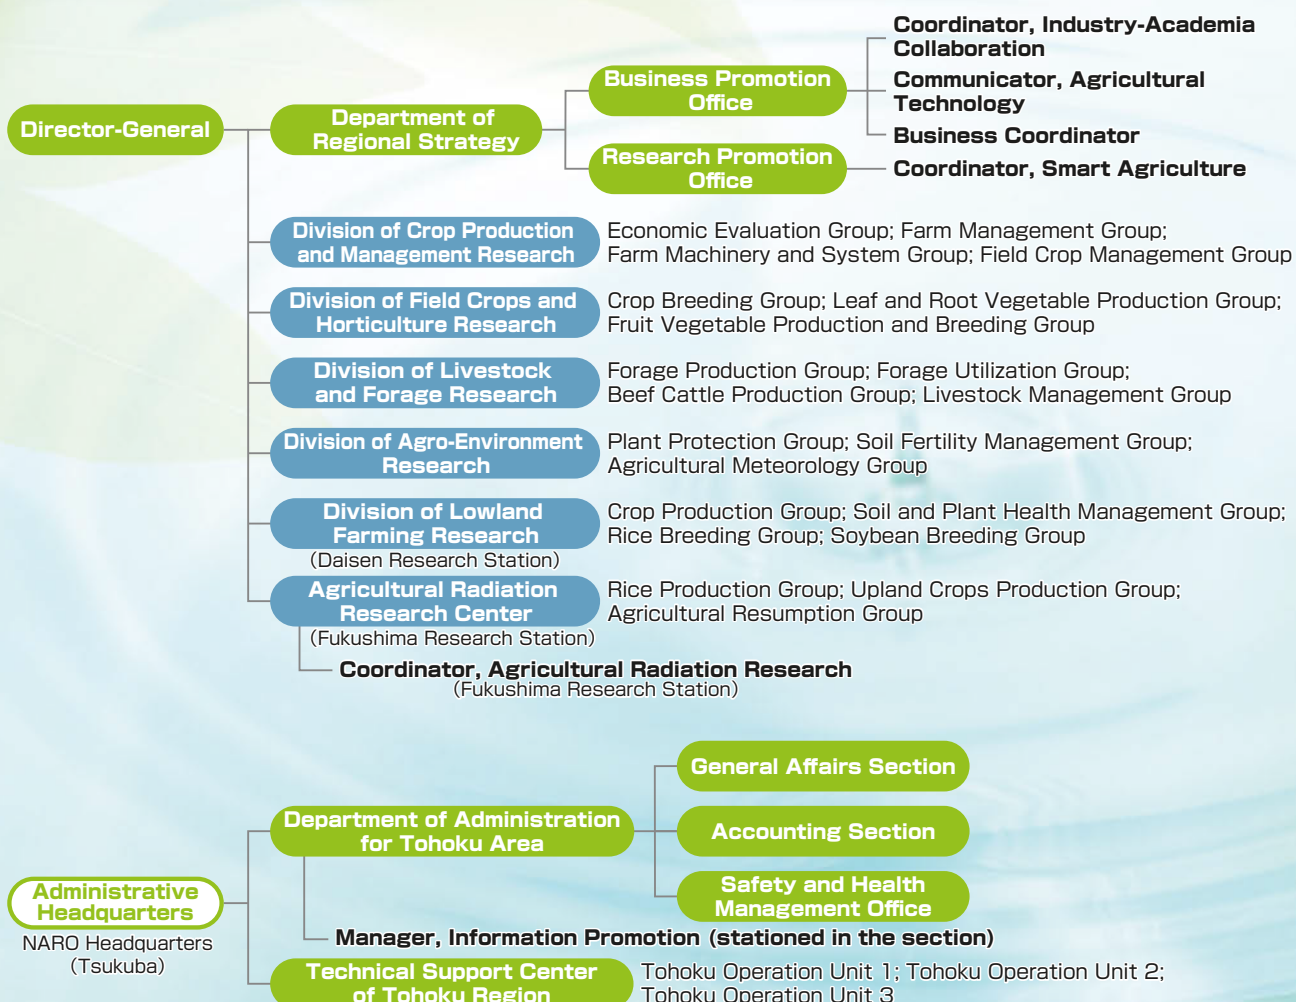 Coordinator, Industry-Academia
Collaboration
Communicator, Agricultural
Technology
Business Coordinator
Business Promotion
Office
Director-General
Department of
Regional Strategy
Research Promotion
Office
Coordinator, Smart Agriculture
Division of Crop Production
and Management Research
Economic Evaluation Group; Farm Management Group;
Farm Machinery and System Group; Field Crop Management Group
Division of Field Crops and
Horticulture Research
Crop Breeding Group; Leaf and Root Vegetable Production Group;
Fruit Vegetable Production and Breeding Group
Division of Livestock
and Forage Research
Forage Production Group; Forage Utilization Group;
Beef Cattle Production Group; Livestock Management Group
Division of Agro-Environment
Research
Plant Protection Group; Soil Fertility Management Group;
Agricultural Meteorology Group
Division of Lowland
Farming Research
(Daisen Research Station)
Crop Production Group; Soil and Plant Health Management Group;
Rice Breeding Group; Soybean Breeding Group
Agricultural Radiation
Research Center
(Fukushima Research Station)
Rice Production Group; Upland Crops Production Group;
Agricultural Resumption Group
Coordinator, Agricultural Radiation Research
(Fukushima Research Station)
General Affairs Section
Department of Administration
for Tohoku Area
Accounting Section
Safety and Health
Management Office
Administrative
Headquarters
NARO Headquarters
(Tsukuba)
Manager, Information Promotion (stationed in the section)
Technical Support Center
of Tohoku Region
Tohoku Operation Unit 1; Tohoku Operation Unit 2;
Tohoku Operation Unit 3